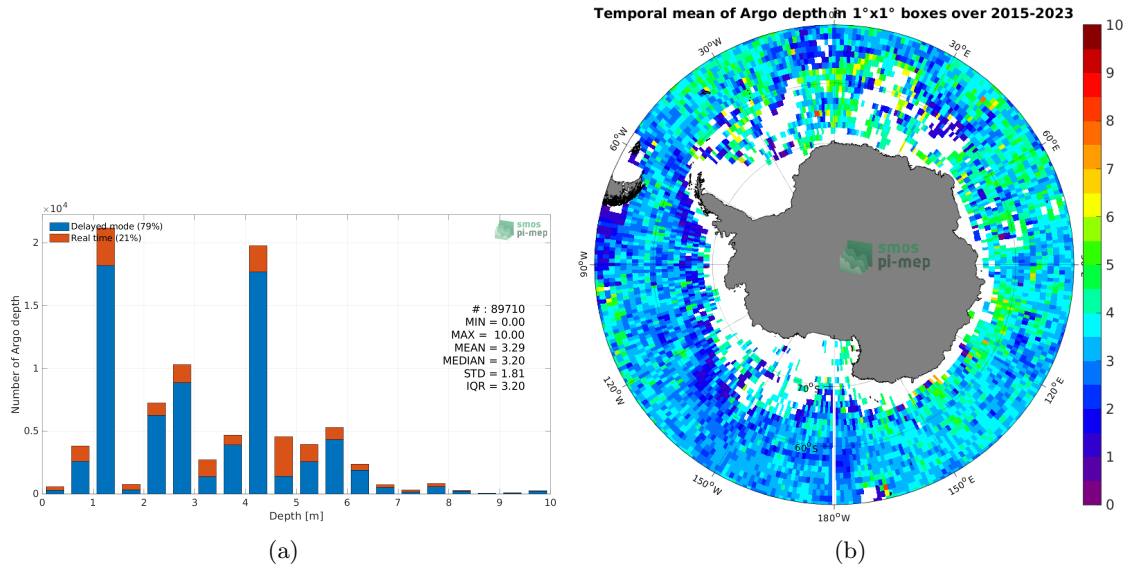 Temporal mean of Argo depth in 1°x1° boxes over 2015-2023
×10⁴
Delayed mode (79%)
Real time (21%)
smos
pi-mep
2
1.5
1
0.5
0
Number of Argo depth
# : 89710
MIN = 0.00
MAX = 10.00
MEAN = 3.29
MEDIAN = 3.20
STD = 1.81
IQR = 3.20
0 1 2 3 4 5 6 7 8 9 10
Depth [m]
(a)
30°W
30°E
60°W
60°E
90°W
120°W
120°E
150°W
150°E
180°W
70°S
60°S
smos
pi-mep
10
9
8
7
6
5
4
3
2
1
0
(b)